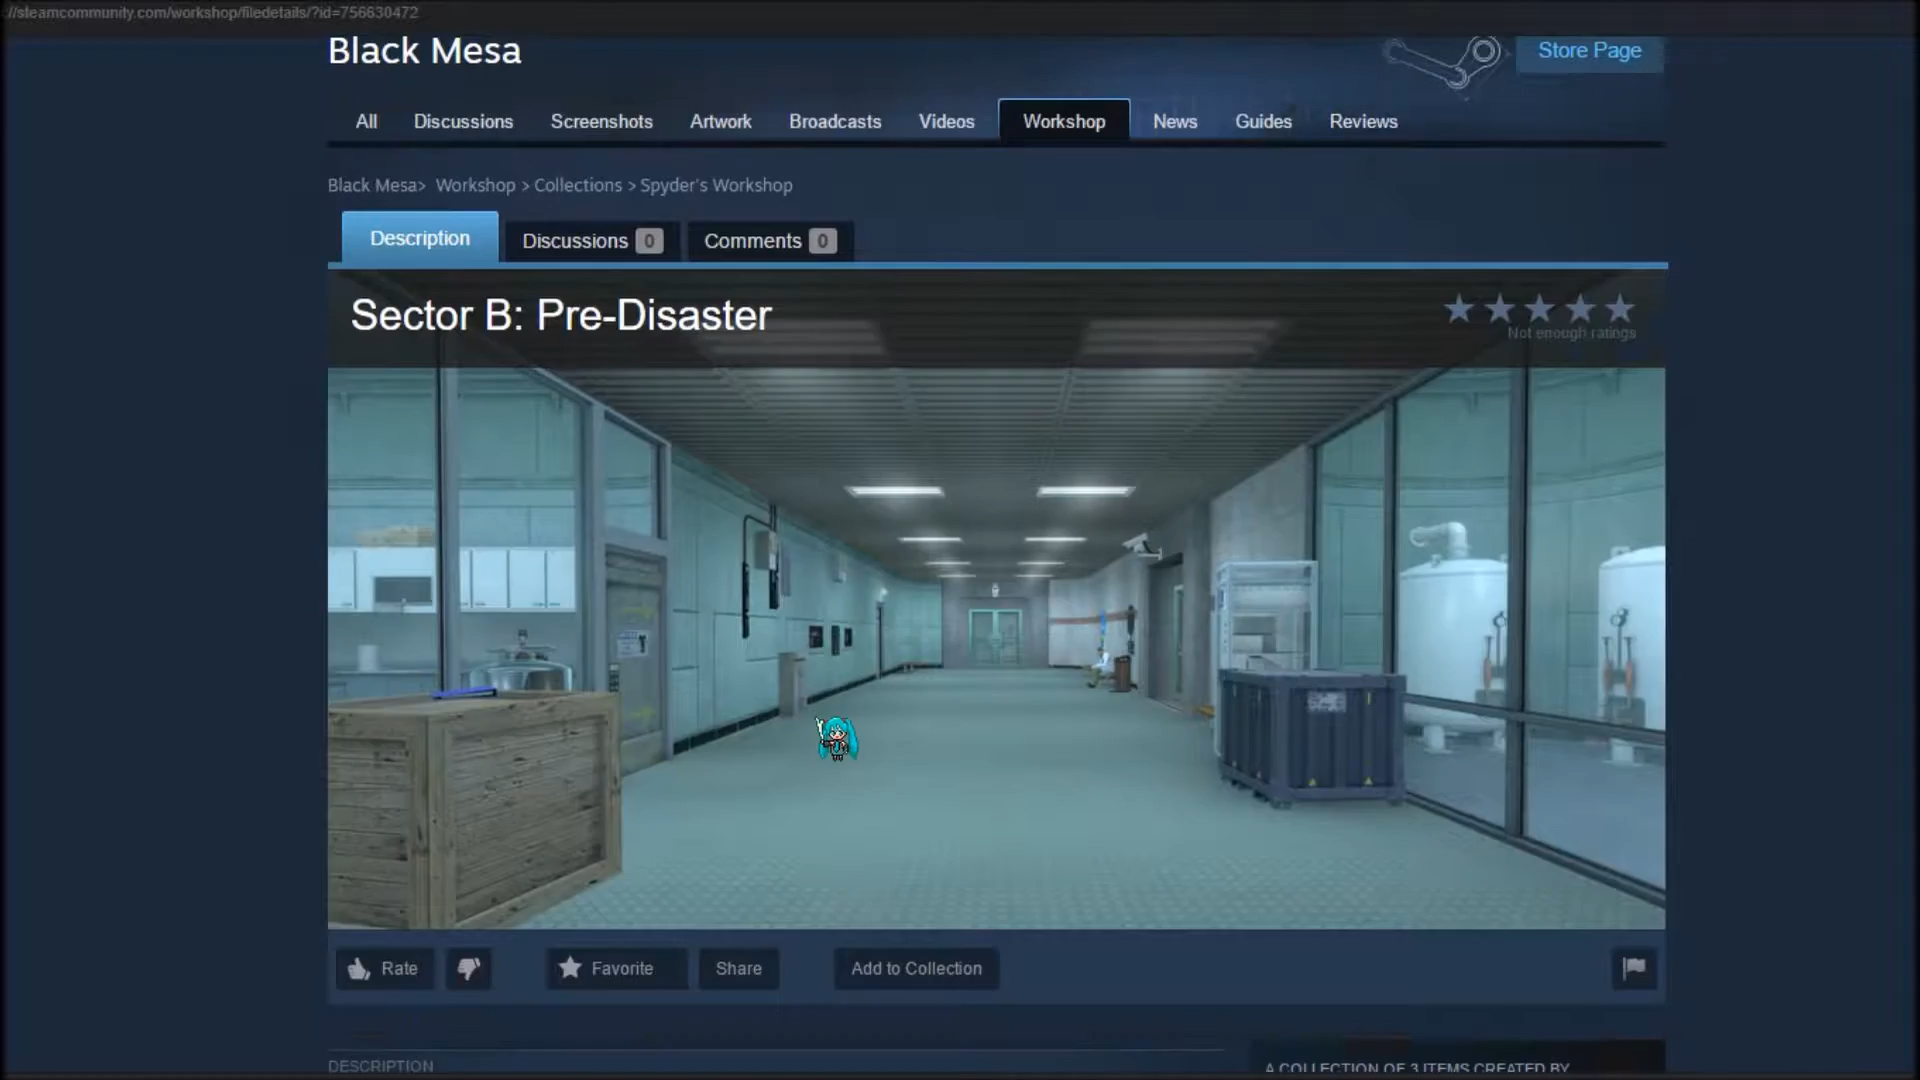 //steamcommunity.com/workshop/filedetails/?id=756630472
Black Mesa
Store Page
All Discussions Screenshots Artwork Broadcasts Videos Workshop News Guides Reviews
Black Mesa> Workshop > Collections > Spyder's Workshop
Description Discussions 0 Comments 0
Sector B: Pre-Disaster
Not enough ratings
Rate Favorite Share Add to Collection
DESCRIPTION
A COLLECTION OF 3 ITEMS CREATED BY